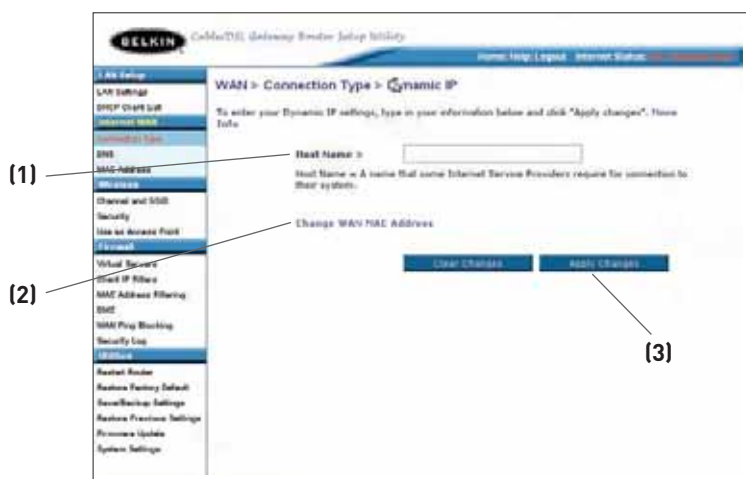 BELKIN Cable/DSL Gateway Router Setup Utility
Home| Help| Logout Internet Status:
LAN Setup
LAN Settings
DHCP Client List
Internet WAN
Connection Type
DNS
MAC Address
Wireless
Channel and SSID
Security
Use as Access Point
Firewall
Virtual Servers
Client IP Filters
MAC Address Filtering
DMZ
WAN Ping Blocking
Security Log
Utilities
Restart Router
Restore Factory Default
Save/Backup Settings
Restore Previous Settings
Firmware Update
System Settings
WAN > Connection Type > Dynamic IP
To enter your Dynamic IP settings, type in your information below and click "Apply changes". More
Info
Host Name >
Host Name = A name that some Internet Service Providers require for connection to
their system.
Change WAN MAC Address
Clear Changes
Apply Changes
(1)
(2)
(3)